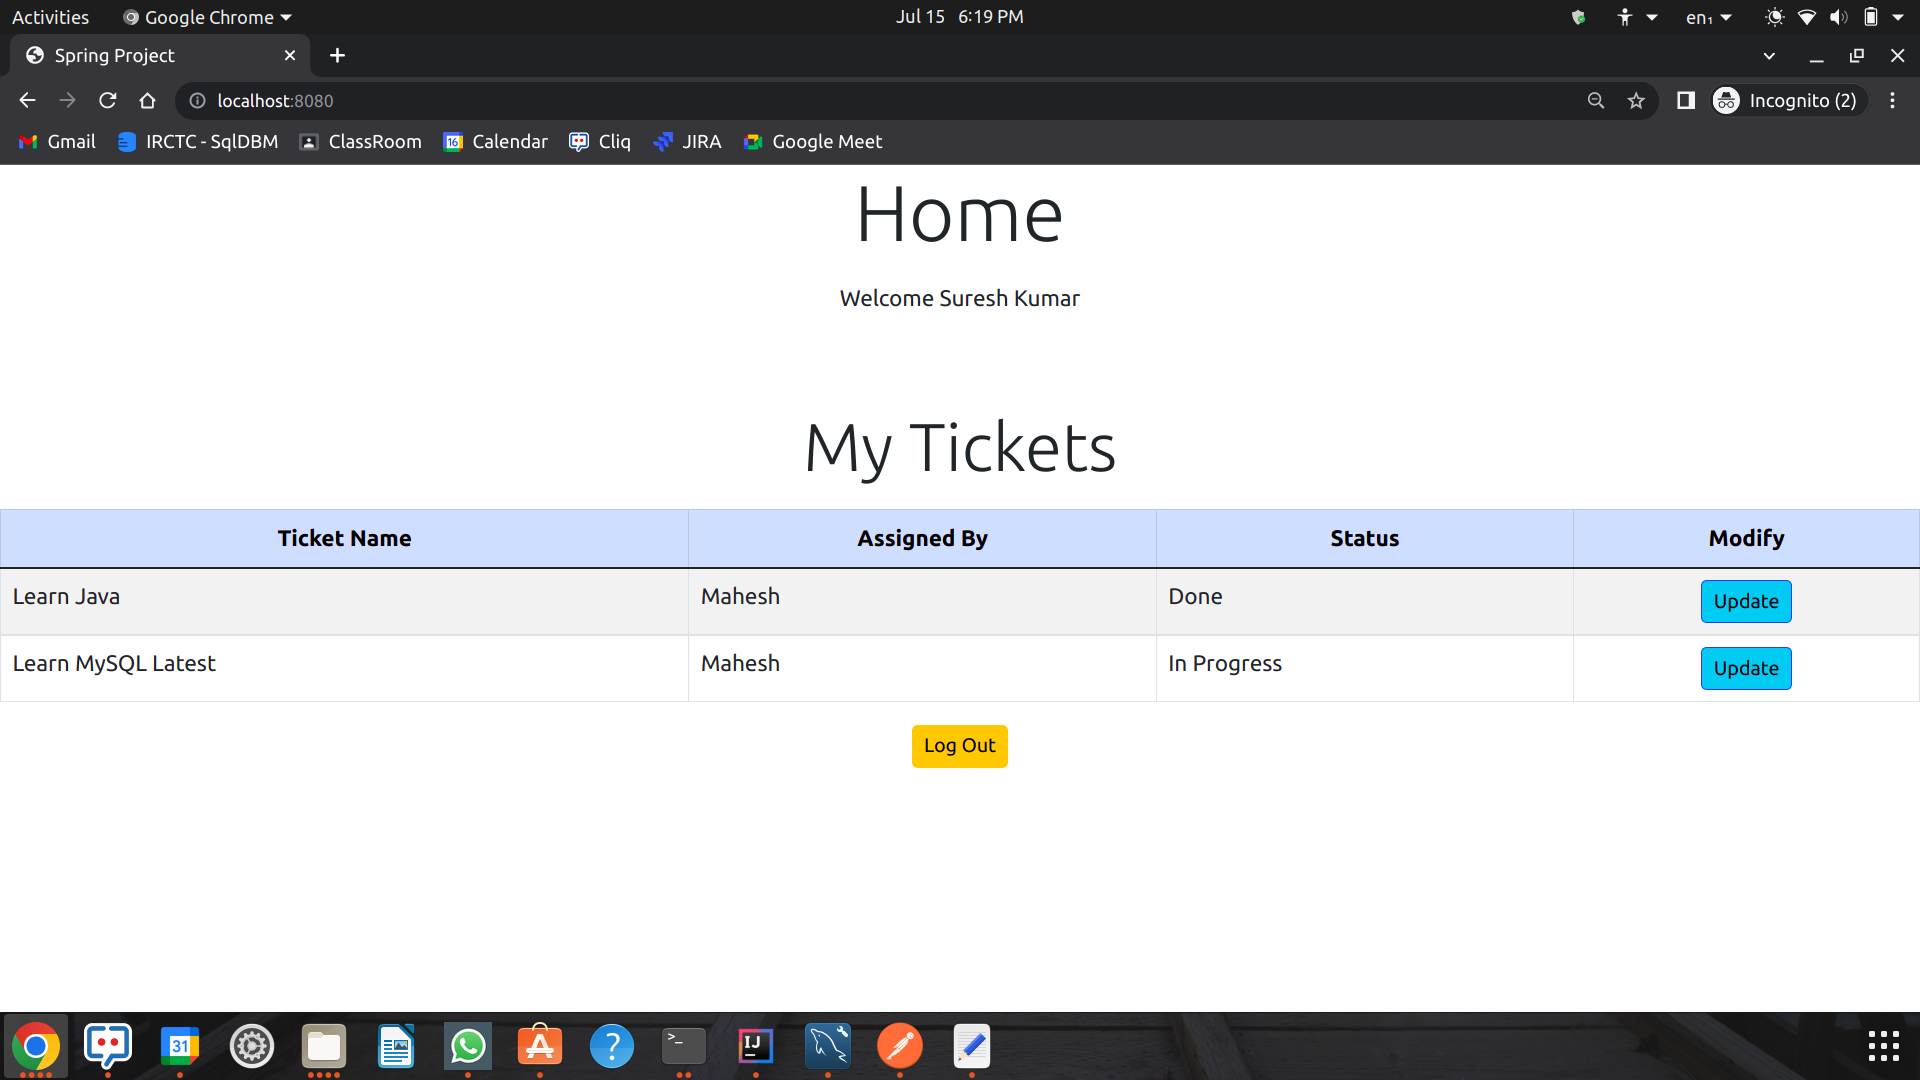 Activities Google Chrome Jul 15 6:19 PM en₁
Spring Project
localhost:8080 Incognito (2)
Gmail IRCTC - SqlDBM ClassRoom 16 Calendar Cliq JIRA Google Meet
Home
Welcome Suresh Kumar
My Tickets
Ticket Name Assigned By Status Modify
Learn Java Mahesh Done Update
Learn MySQL Latest Mahesh In Progress Update
Log Out
31 A ? >_ IJ